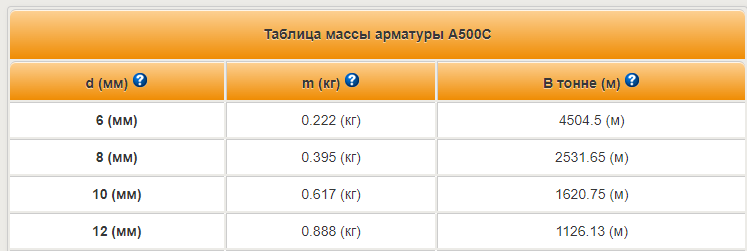 Таблица массы арматуры А500С
d (мм) ? m (кг) ? В тонне (м) ?
6 (мм) 0.222 (кг) 4504.5 (м)
8 (мм) 0.395 (кг) 2531.65 (м)
10 (мм) 0.617 (кг) 1620.75 (м)
12 (мм) 0.888 (кг) 1126.13 (м)